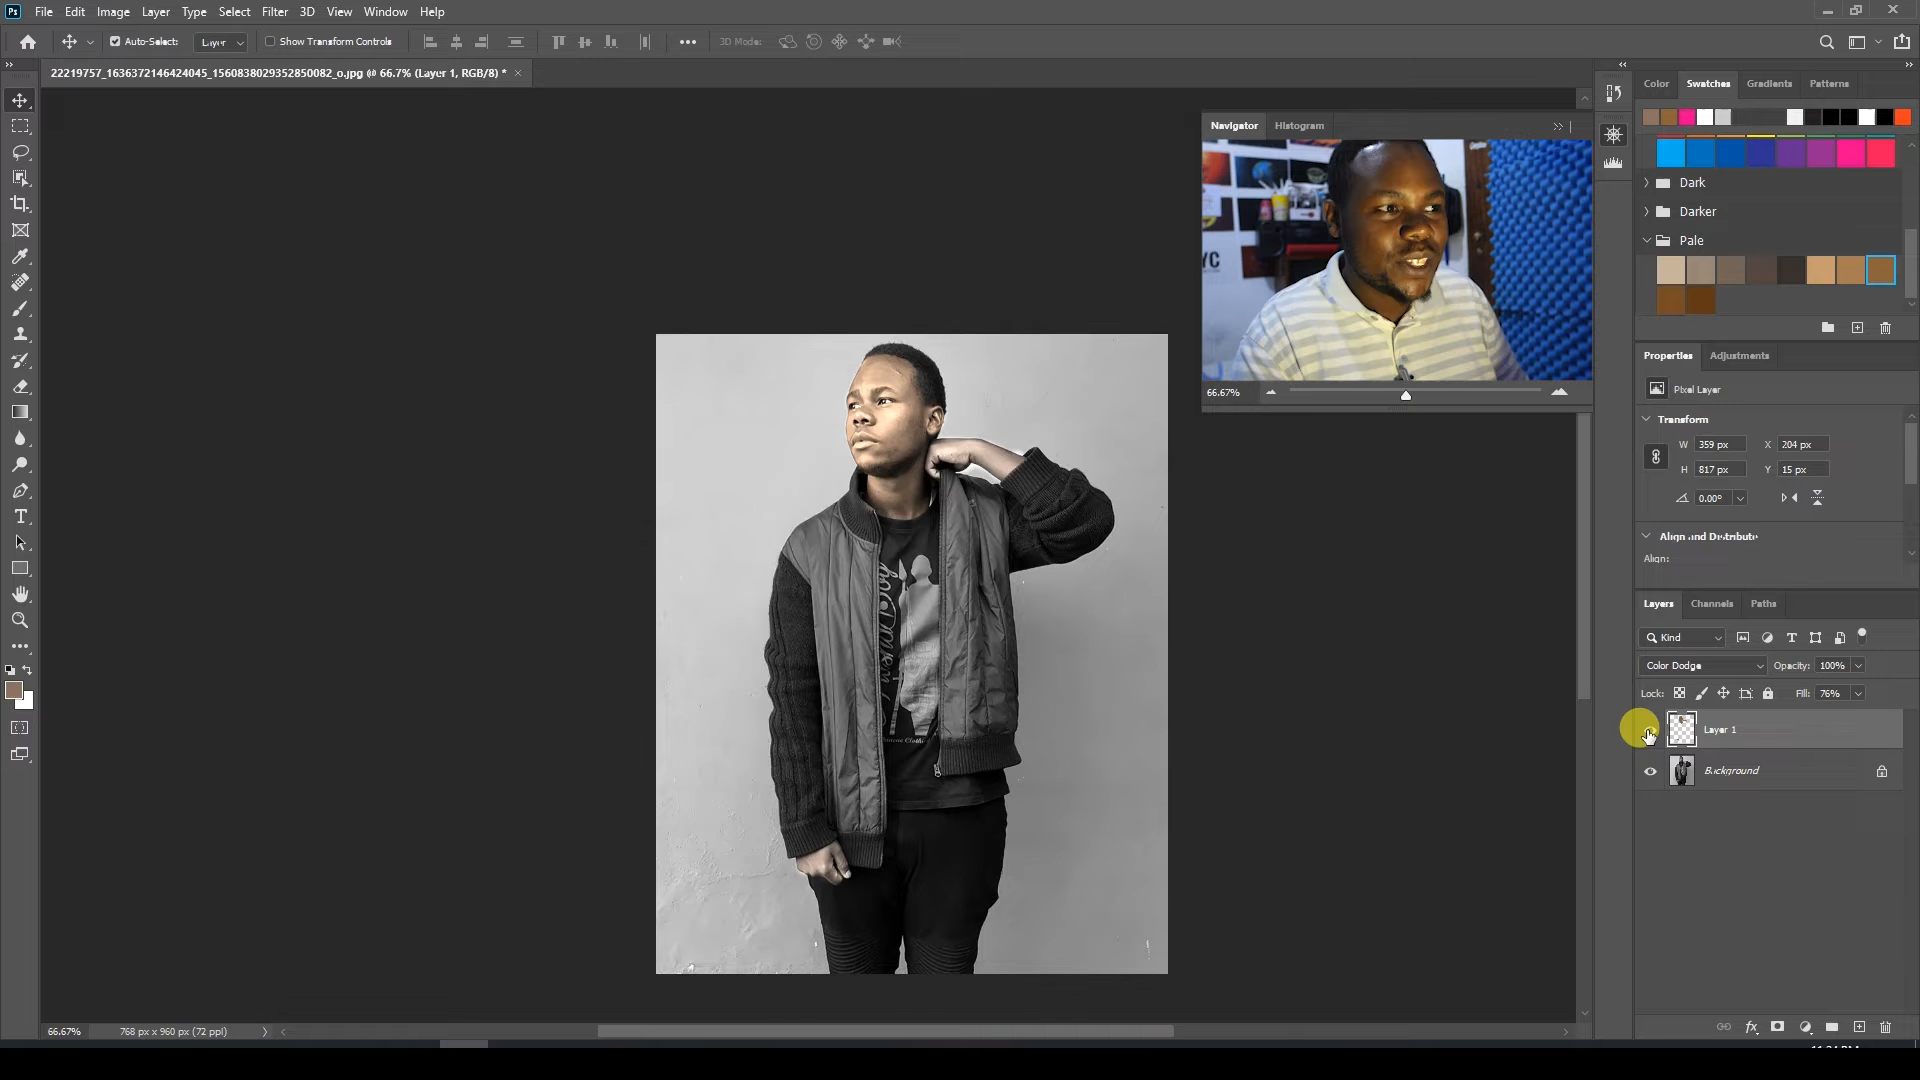 Ps File Edit Image Layer Type Select Filter 3D View Window Help
Auto-Select: Layer Show Transform Controls 3D Mode:
22219757_1636372146424045_1560838029352850082_o.jpg @ 66.7% (Layer 1, RGB/8) * ×
Color Swatches Gradients Patterns
Navigator Histogram
Dark
Darker
Pale
YC
66.67%
Properties Adjustments
Pixel Layer
Transform
W 359 px X 204 px
H 817 px Y 15 px
0.00°
Align and Distribute
Align:
Layers Channels Paths
Kind
Color Dodge Opacity: 100%
Lock: Fill: 76%
Layer 1
Background
fx
66.67% 768 px x 960 px (72 ppi)